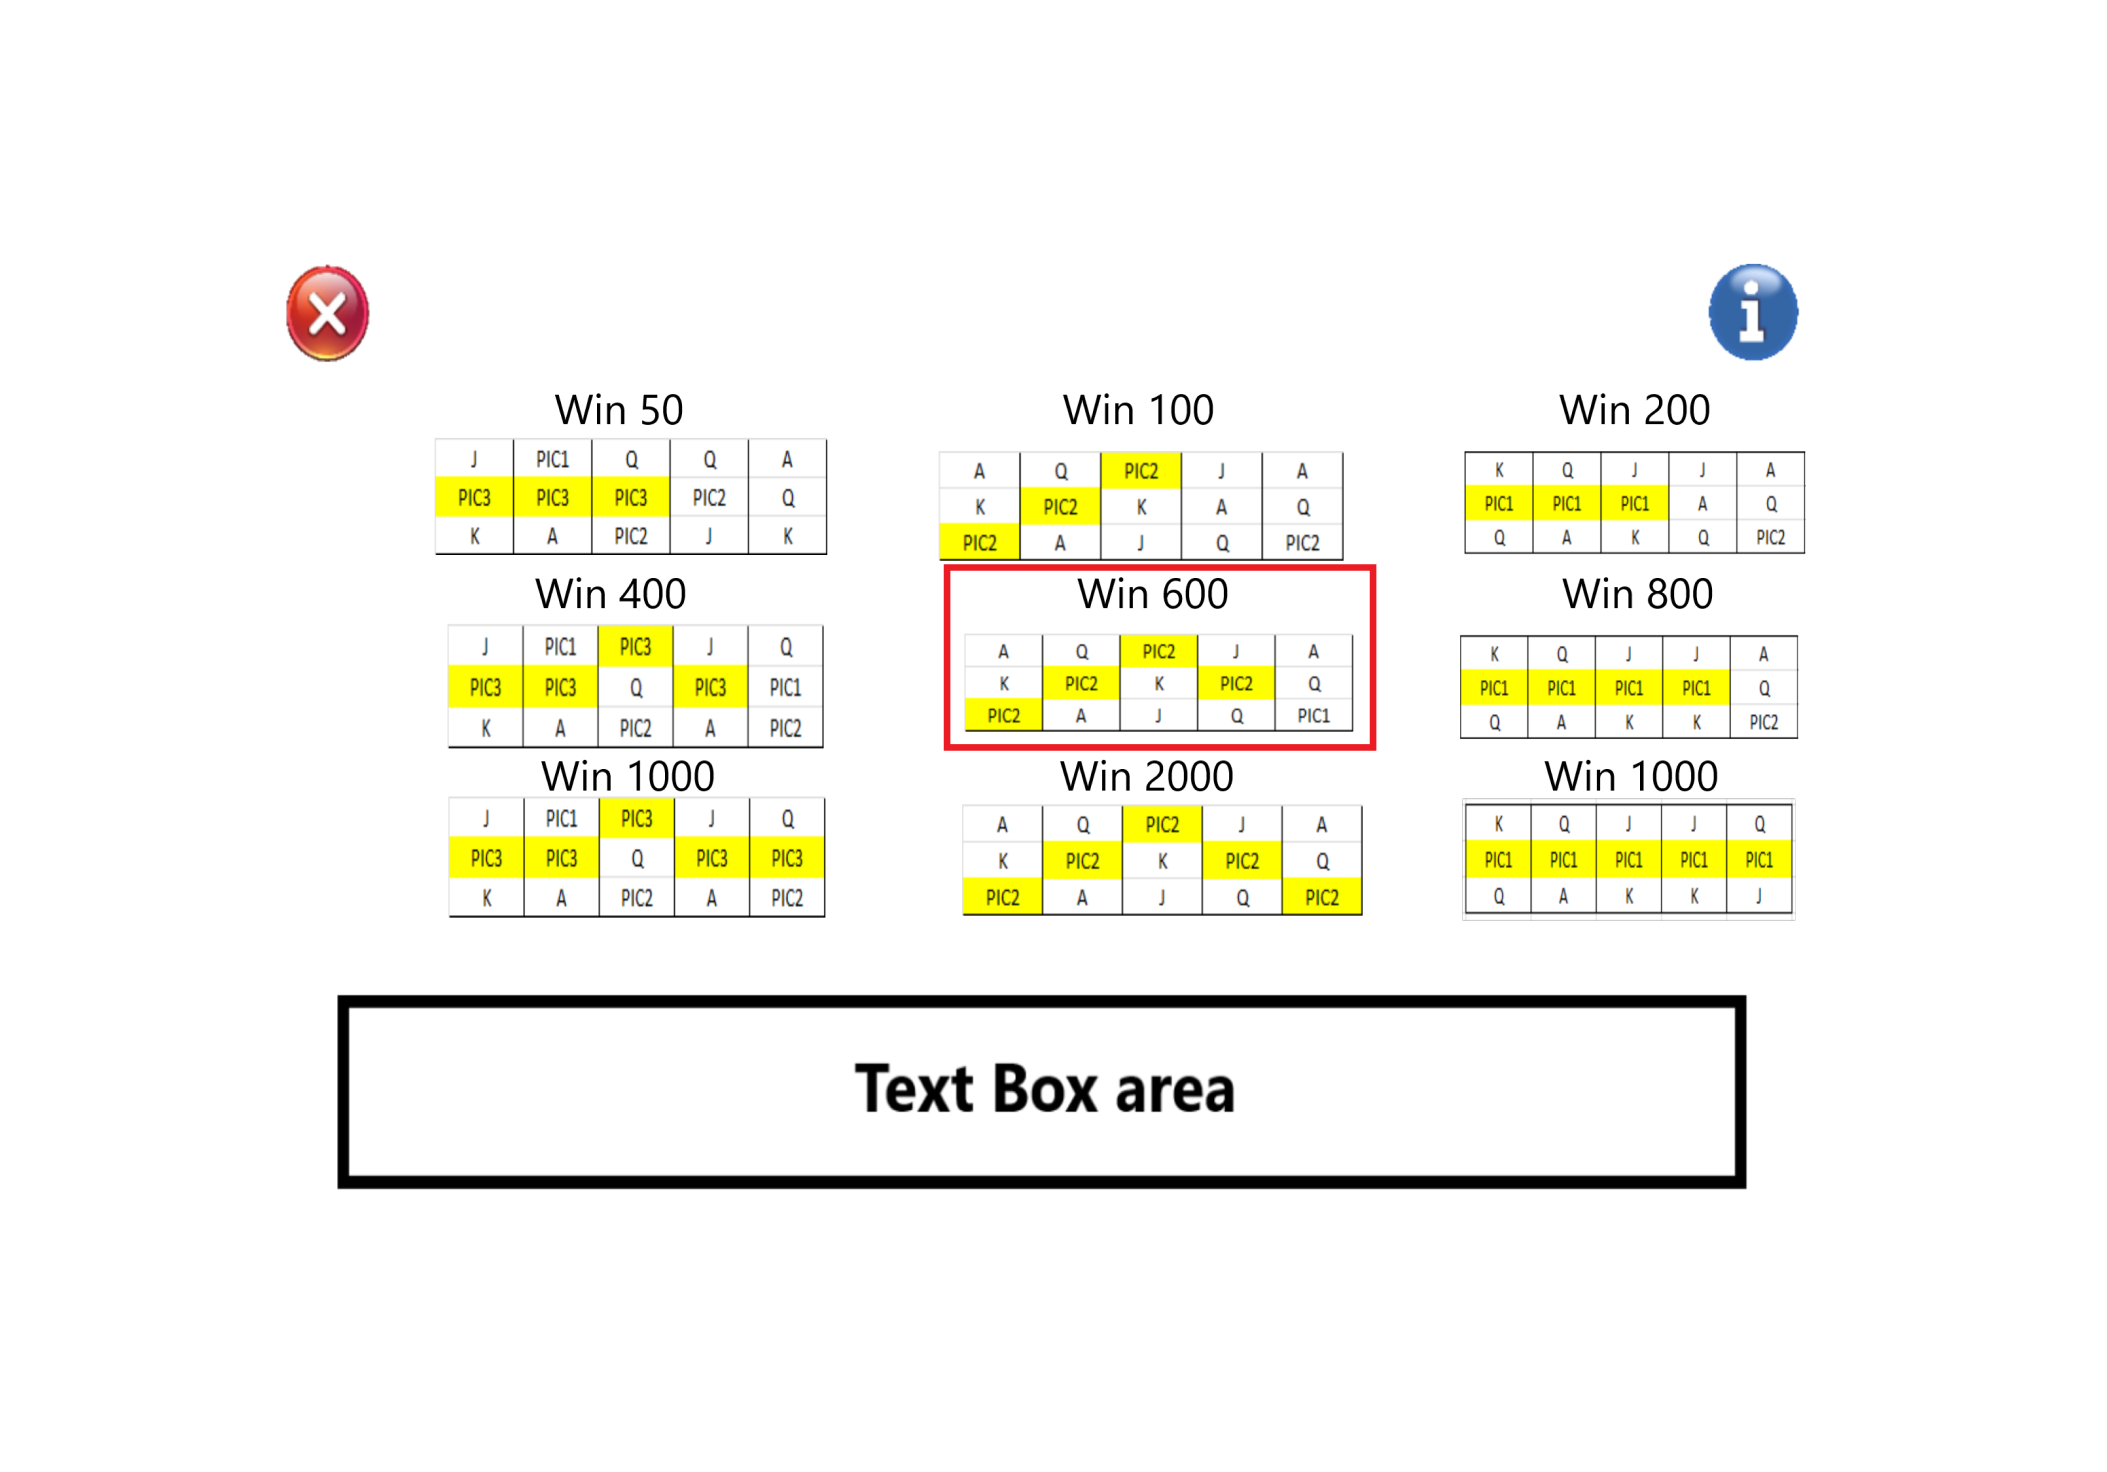 Win 50
J PIC1 Q Q A
PIC3 PIC3 PIC3 PIC2 Q
K A PIC2 J K
Win 100
A Q PIC2 J A
K PIC2 K A Q
PIC2 A J Q PIC2
Win 200
K Q J J A
PIC1 PIC1 PIC1 A Q
Q A K Q PIC2
Win 400
J PIC1 PIC3 J Q
PIC3 PIC3 Q PIC3 PIC1
K A PIC2 A PIC2
Win 600
A Q PIC2 J A
K PIC2 K PIC2 Q
PIC2 A J Q PIC1
Win 800
K Q J J A
PIC1 PIC1 PIC1 PIC1 Q
Q A K K PIC2
Win 1000
J PIC1 PIC3 J Q
PIC3 PIC3 Q PIC3 PIC3
K A PIC2 A PIC2
Win 2000
A Q PIC2 J A
K PIC2 K PIC2 Q
PIC2 A J Q PIC2
Win 1000
K Q J J Q
PIC1 PIC1 PIC1 PIC1 PIC1
Q A K K J
Text Box area